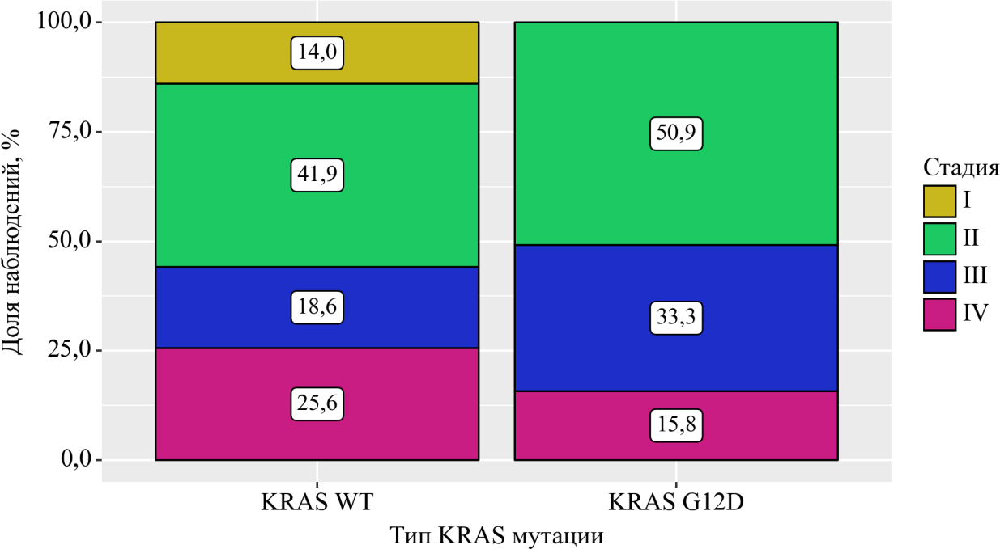 100,0
75,0
50,0
25,0
0,0
Доля наблюдений, %
14,0
41,9
18,6
25,6
50,9
33,3
15,8
KRAS WT
KRAS G12D
Тип KRAS мутации
Стадия
I
II
III
IV